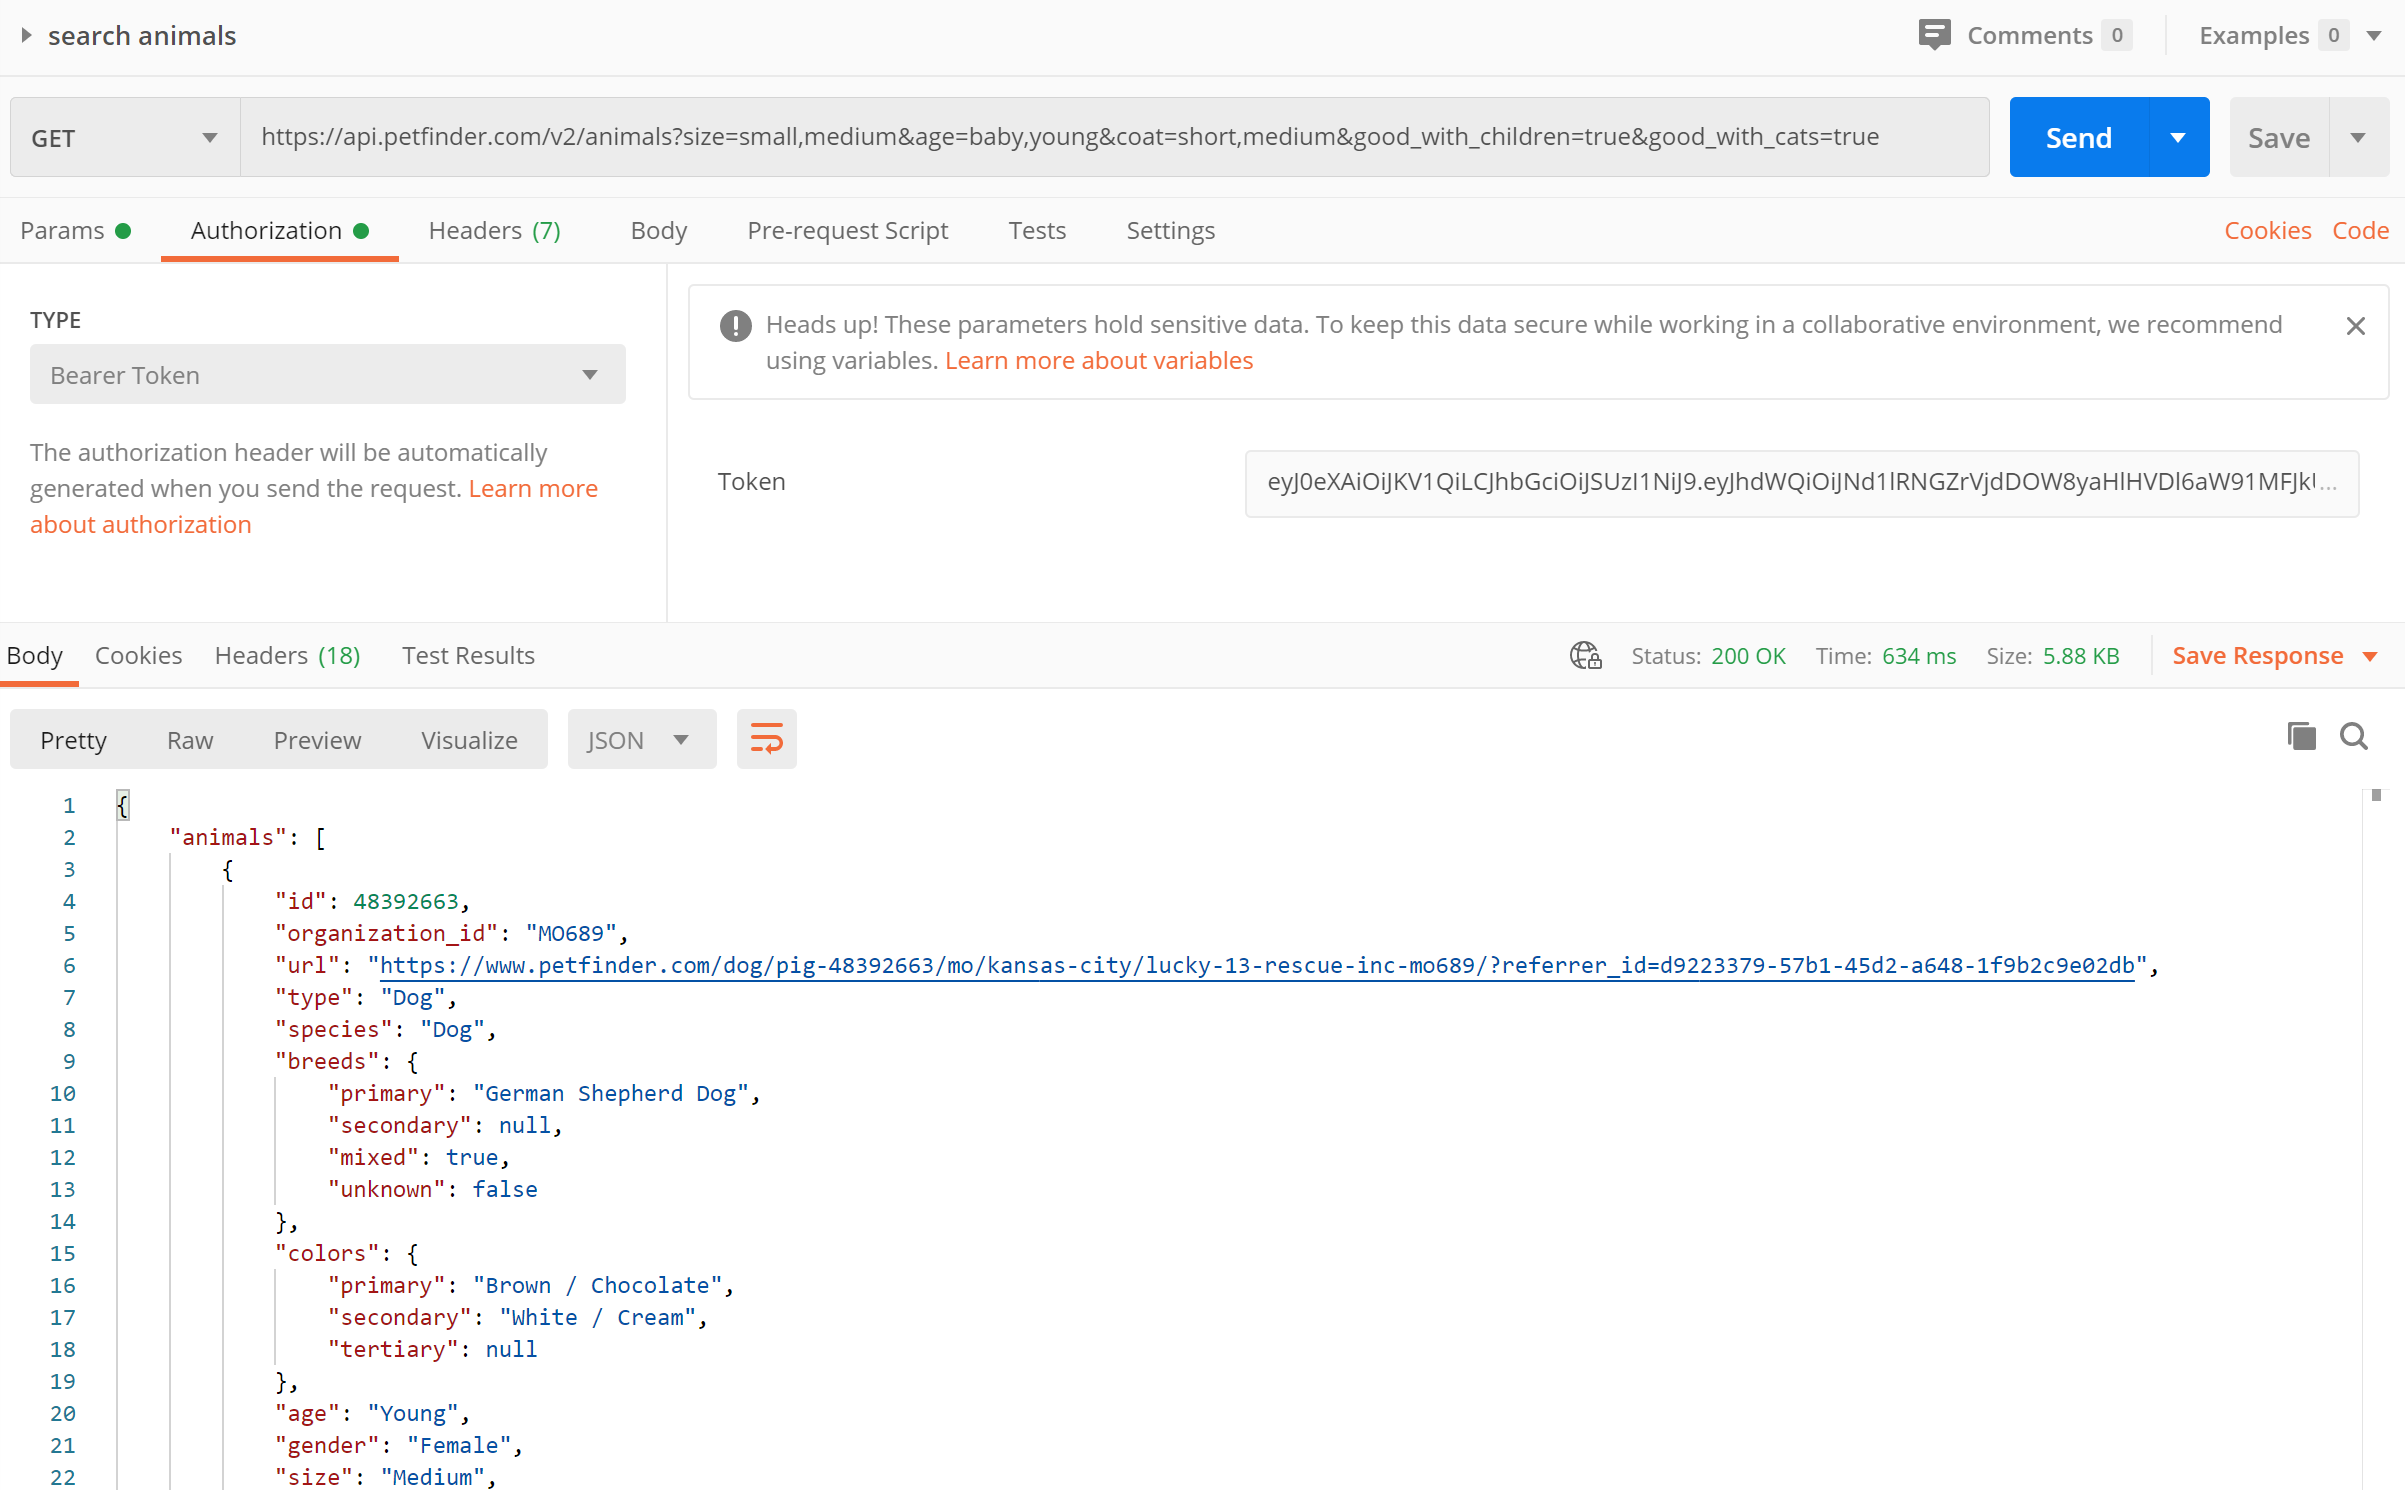 search animals
Comments 0
Examples 0
GET
https://api.petfinder.com/v2/animals?size=small,medium&age=baby,young&coat=short,medium&good_with_children=true&good_with_cats=true
Send
Save
Params
Authorization
Headers (7)
Body
Pre-request Script
Tests
Settings
Cookies
Code
TYPE
Bearer Token
The authorization header will be automatically
generated when you send the request. Learn more
about authorization
Heads up! These parameters hold sensitive data. To keep this data secure while working in a collaborative environment, we recommend
using variables. Learn more about variables
Token
Body
Cookies
Headers (18)
Test Results
Status: 200 OK
Time: 634 ms
Size: 5.88 KB
Save Response
Pretty
Raw
Preview
Visualize
JSON
1 {
2 "animals": [
3 {
4 "id": 48392663,
5 "organization_id": "MO689",
6 "url": "https://www.petfinder.com/dog/pig-48392663/mo/kansas-city/lucky-13-rescue-inc-mo689/?referrer_id=d9223379-57b1-45d2-a648-1f9b2c9e02db",
7 "type": "Dog",
8 "species": "Dog",
9 "breeds": {
10 "primary": "German Shepherd Dog",
11 "secondary": null,
12 "mixed": true,
13 "unknown": false
14 },
15 "colors": {
16 "primary": "Brown / Chocolate",
17 "secondary": "White / Cream",
18 "tertiary": null
19 },
20 "age": "Young",
21 "gender": "Female",
22 "size": "Medium",